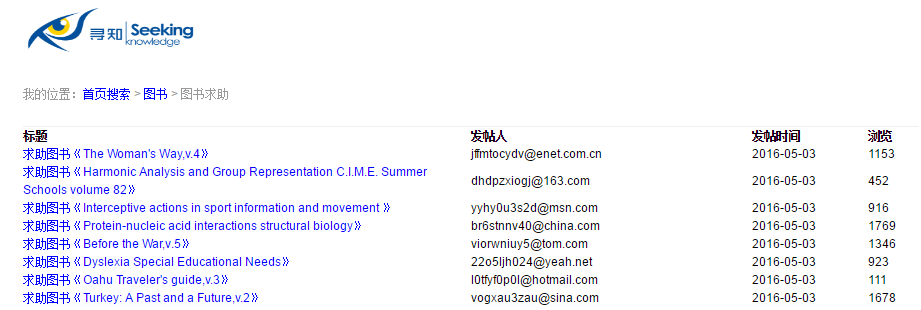 寻知 Seeking
knowledge
我的位置：首页搜索 > 图书 > 图书求助
标题 发帖人 发帖时间 浏览
求助图书《The Woman's Way,v.4》 jffmtocydv@enet.com.cn 2016-05-03 1153
求助图书《Harmonic Analysis and Group Representation C.I.M.E. Summer
Schools volume 82》 dhdpzxiogj@163.com 2016-05-03 452
求助图书《Interceptive actions in sport information and movement 》 yyhy0u3s2d@msn.com 2016-05-03 916
求助图书《Protein-nucleic acid interactions structural biology》 br6stnnv40@china.com 2016-05-03 1769
求助图书《Before the War,v.5》 viorwniuy5@tom.com 2016-05-03 1346
求助图书《Dyslexia Special Educational Needs》 22o5ljh024@yeah.net 2016-05-03 923
求助图书《Oahu Traveler's guide,v.3》 l0tfyf0p0l@hotmail.com 2016-05-03 111
求助图书《Turkey: A Past and a Future,v.2》 vogxau3zau@sina.com 2016-05-03 1678